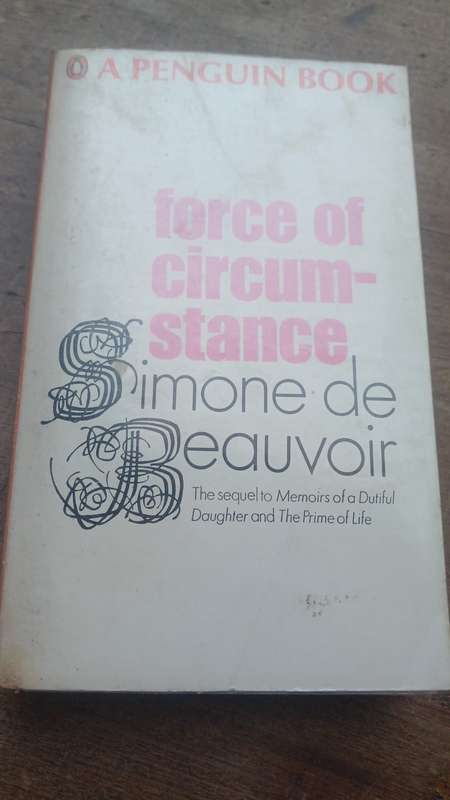 A PENGUIN BOOK
force of
circum-
stance
Simone de
Beauvoir
The sequel to Memoirs of a Dutiful
Daughter and The Prime of Life